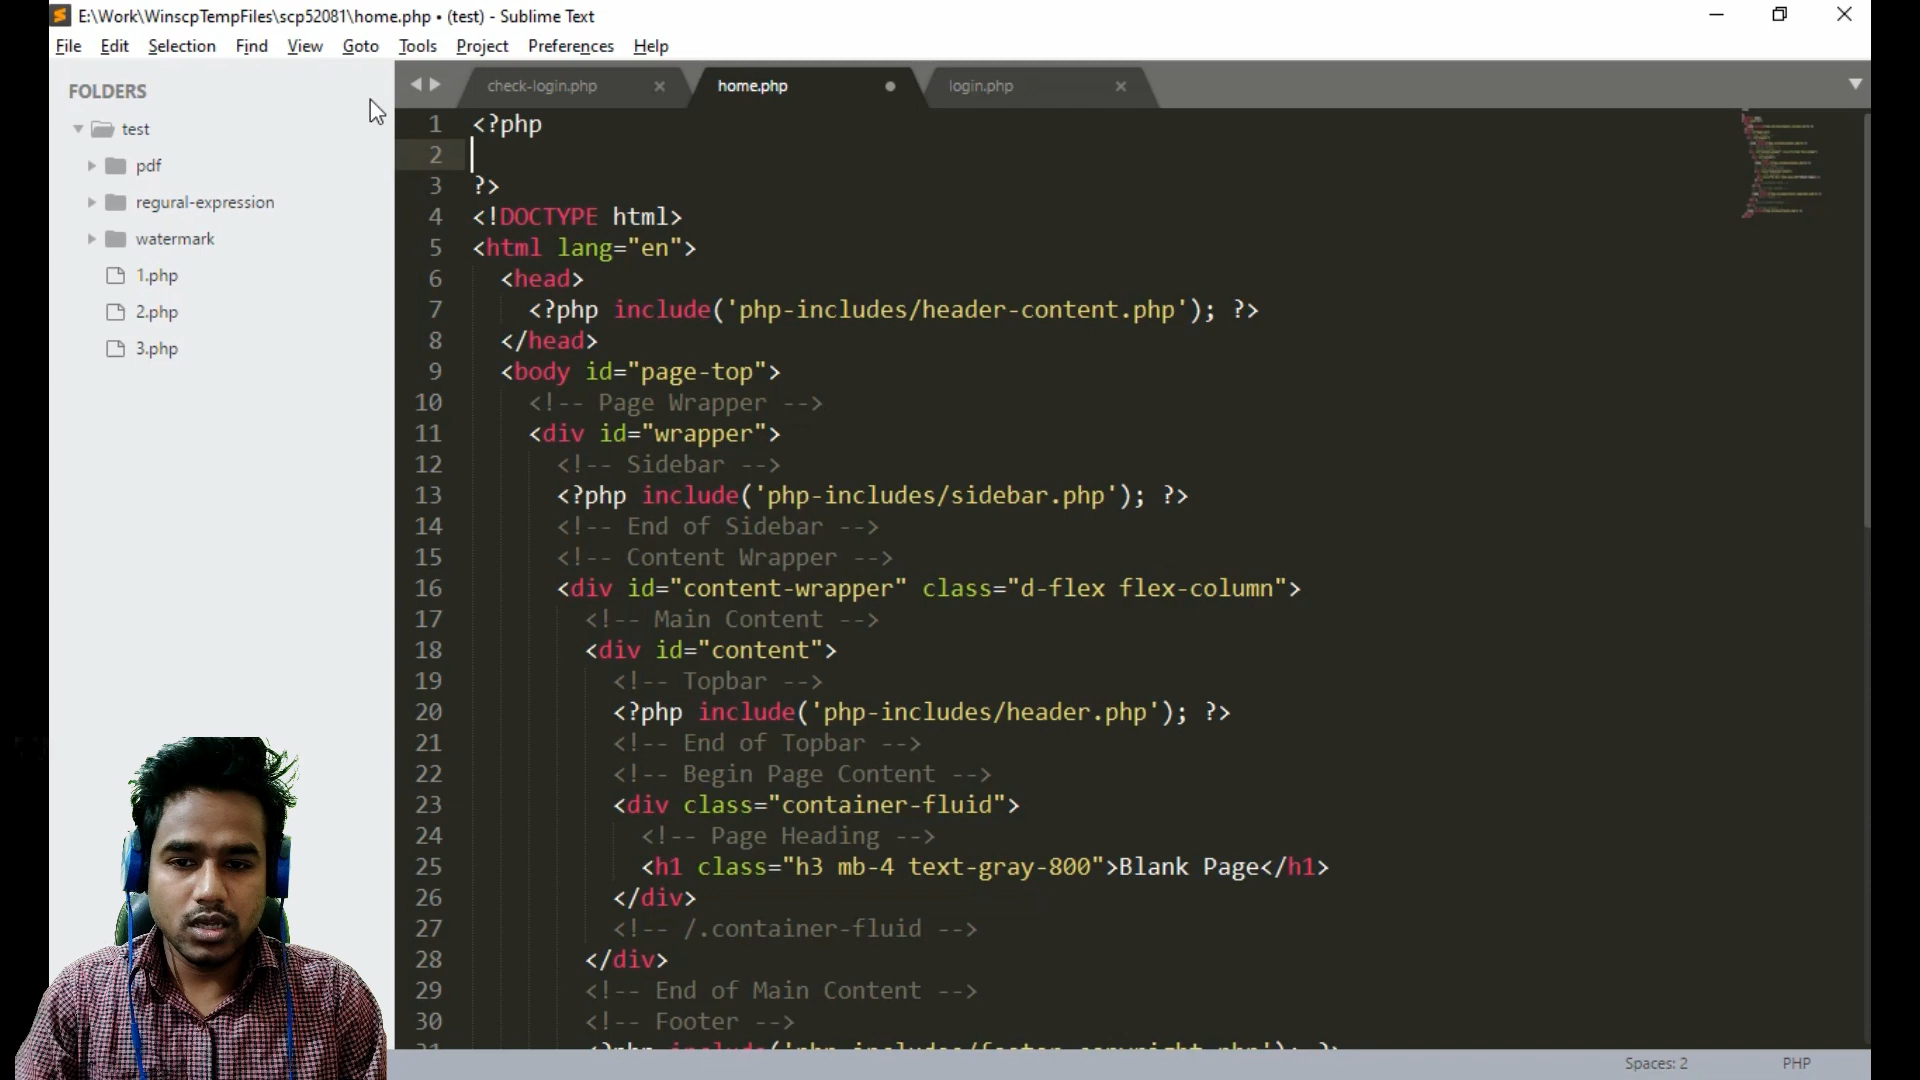 E:\Work\WinscpTempFiles\scp52081\home.php • (test) - Sublime Text
File Edit Selection Find View Goto Tools Project Preferences Help
FOLDERS
test
pdf
regural-expression
watermark
1.php
2.php
3.php
check-login.php
home.php
login.php
1 <?php
2
3 ?>
4 <!DOCTYPE html>
5 <html lang="en">
6 <head>
7 <?php include('php-includes/header-content.php'); ?>
8 </head>
9 <body id="page-top">
10 <!-- Page Wrapper -->
11 <div id="wrapper">
12 <!-- Sidebar -->
13 <?php include('php-includes/sidebar.php'); ?>
14 <!-- End of Sidebar -->
15 <!-- Content Wrapper -->
16 <div id="content-wrapper" class="d-flex flex-column">
17 <!-- Main Content -->
18 <div id="content">
19 <!-- Topbar -->
20 <?php include('php-includes/header.php'); ?>
21 <!-- End of Topbar -->
22 <!-- Begin Page Content -->
23 <div class="container-fluid">
24 <!-- Page Heading -->
25 <h1 class="h3 mb-4 text-gray-800">Blank Page</h1>
26 </div>
27 <!-- /.container-fluid -->
28 </div>
29 <!-- End of Main Content -->
30 <!-- Footer -->
31 <?php include('php-includes/footer-copyright.php'); ?>
Spaces: 2
PHP